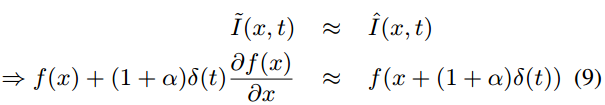 Ĩ(x, t) ≈ Î(x, t)
⇒ f(x) + (1 + α)δ(t) ∂f(x)/∂x ≈ f(x + (1 + α)δ(t)) (9)